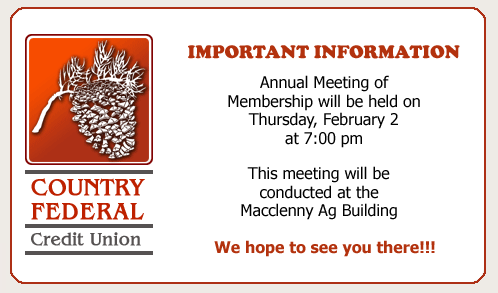 IMPORTANT INFORMATION
Annual Meeting of
Membership will be held on
Thursday, February 2
at 7:00 pm
This meeting will be
conducted at the
Macclenny Ag Building
We hope to see you there!!!
COUNTRY
FEDERAL
Credit Union